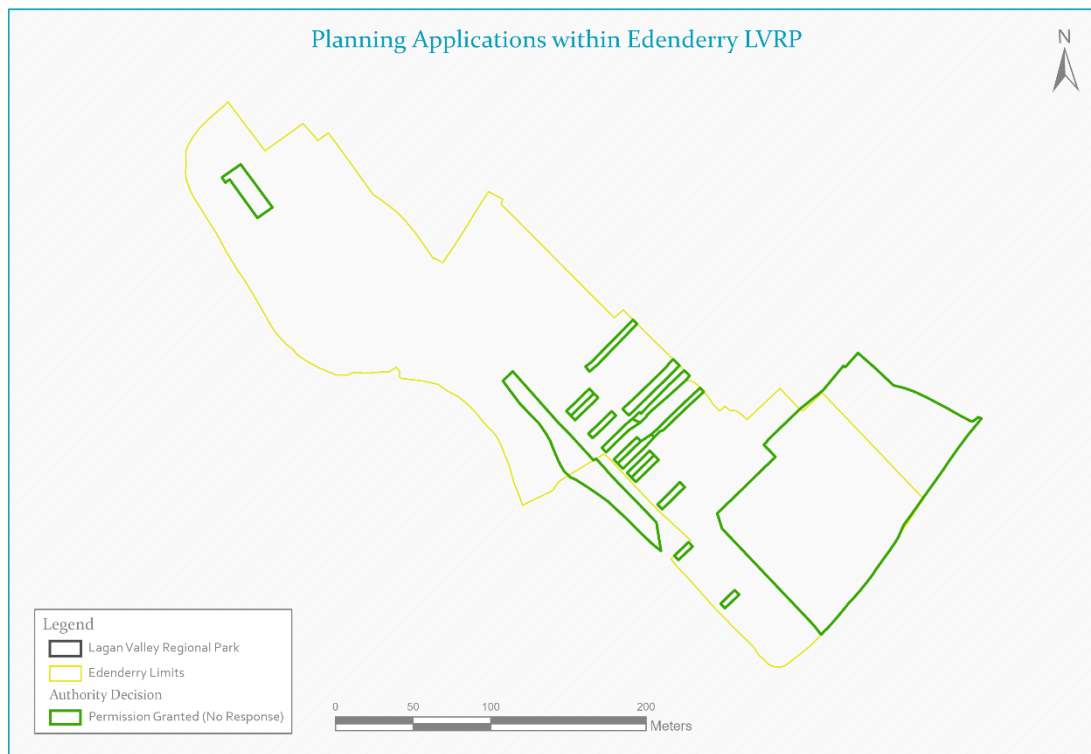 Planning Applications within Edenderry LVRP
N
Legend
Lagan Valley Regional Park
Edenderry Limits
Authority Decision
Permission Granted (No Response)
0 50 100 200
Meters